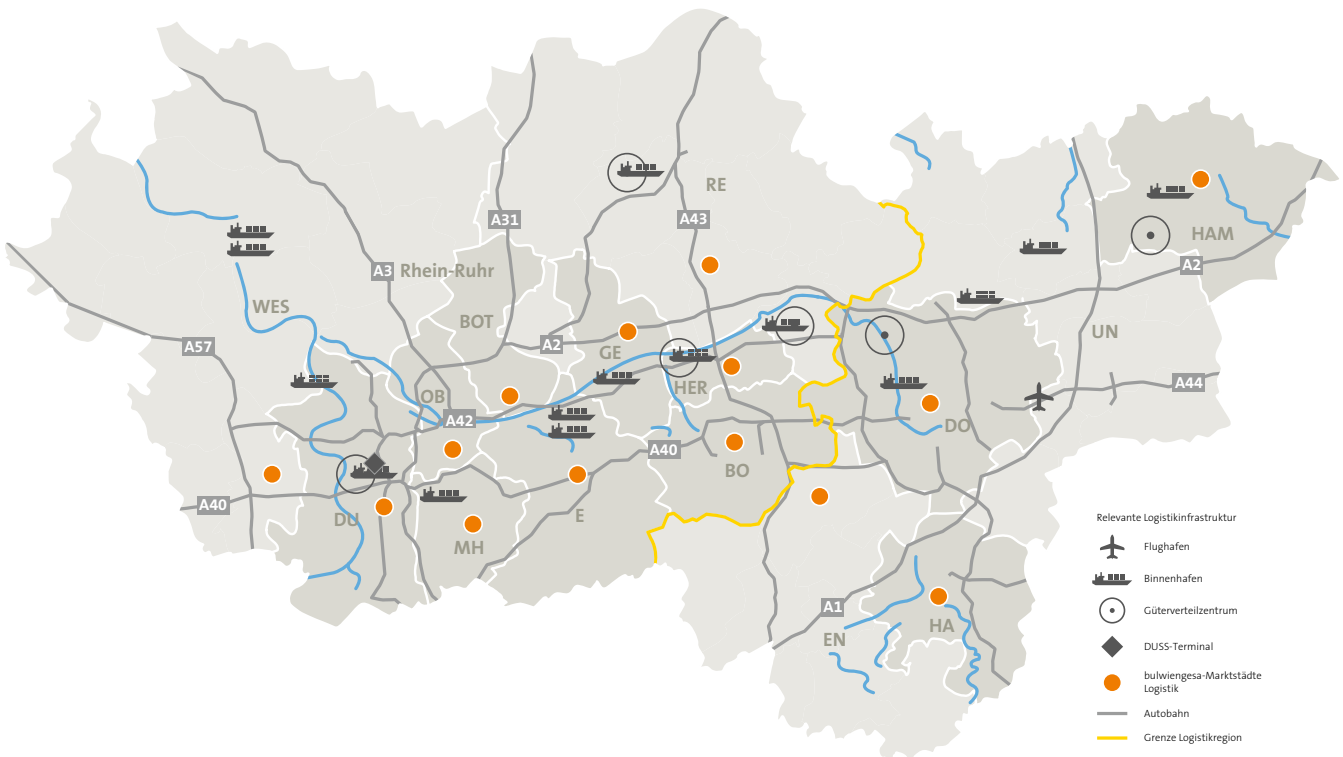 RE
A31
A43
HAM
A2
A3
Rhein-Ruhr
WES
BOT
UN
A57
A2
GE
HER
A44
OB
A42
DO
A40
BO
A40
DU
E
MH
A1
HA
EN
Relevante Logistikinfrastruktur
Flughafen
Binnenhafen
Güterverteilzentrum
DUSS-Terminal
bulwiengesa-Marktstädte
Logistik
Autobahn
Grenze Logistikregion